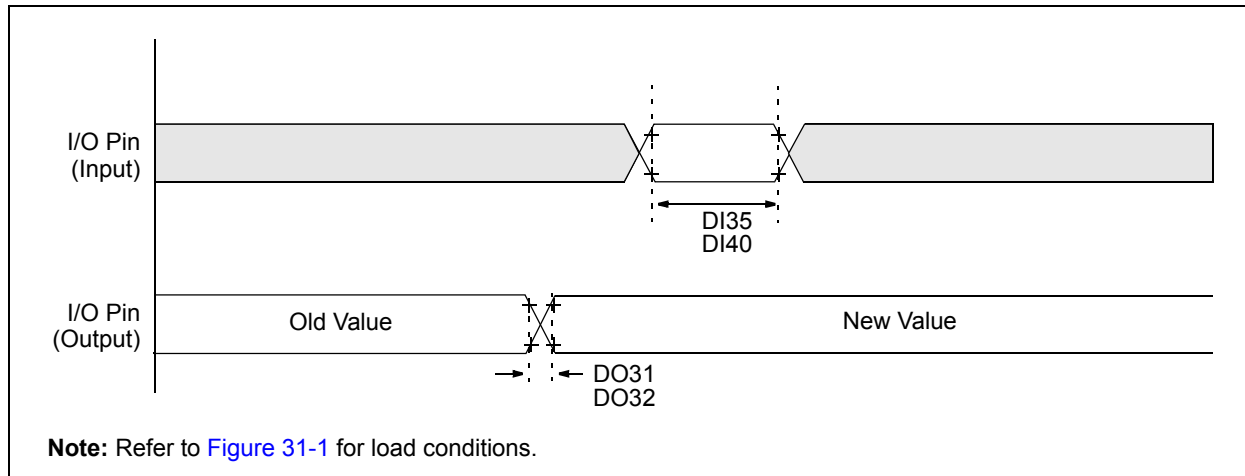 I/O Pin
(Input)
DI35
DI40
I/O Pin
(Output)
Old Value
New Value
DO31
DO32
Note: Refer to Figure 31-1 for load conditions.